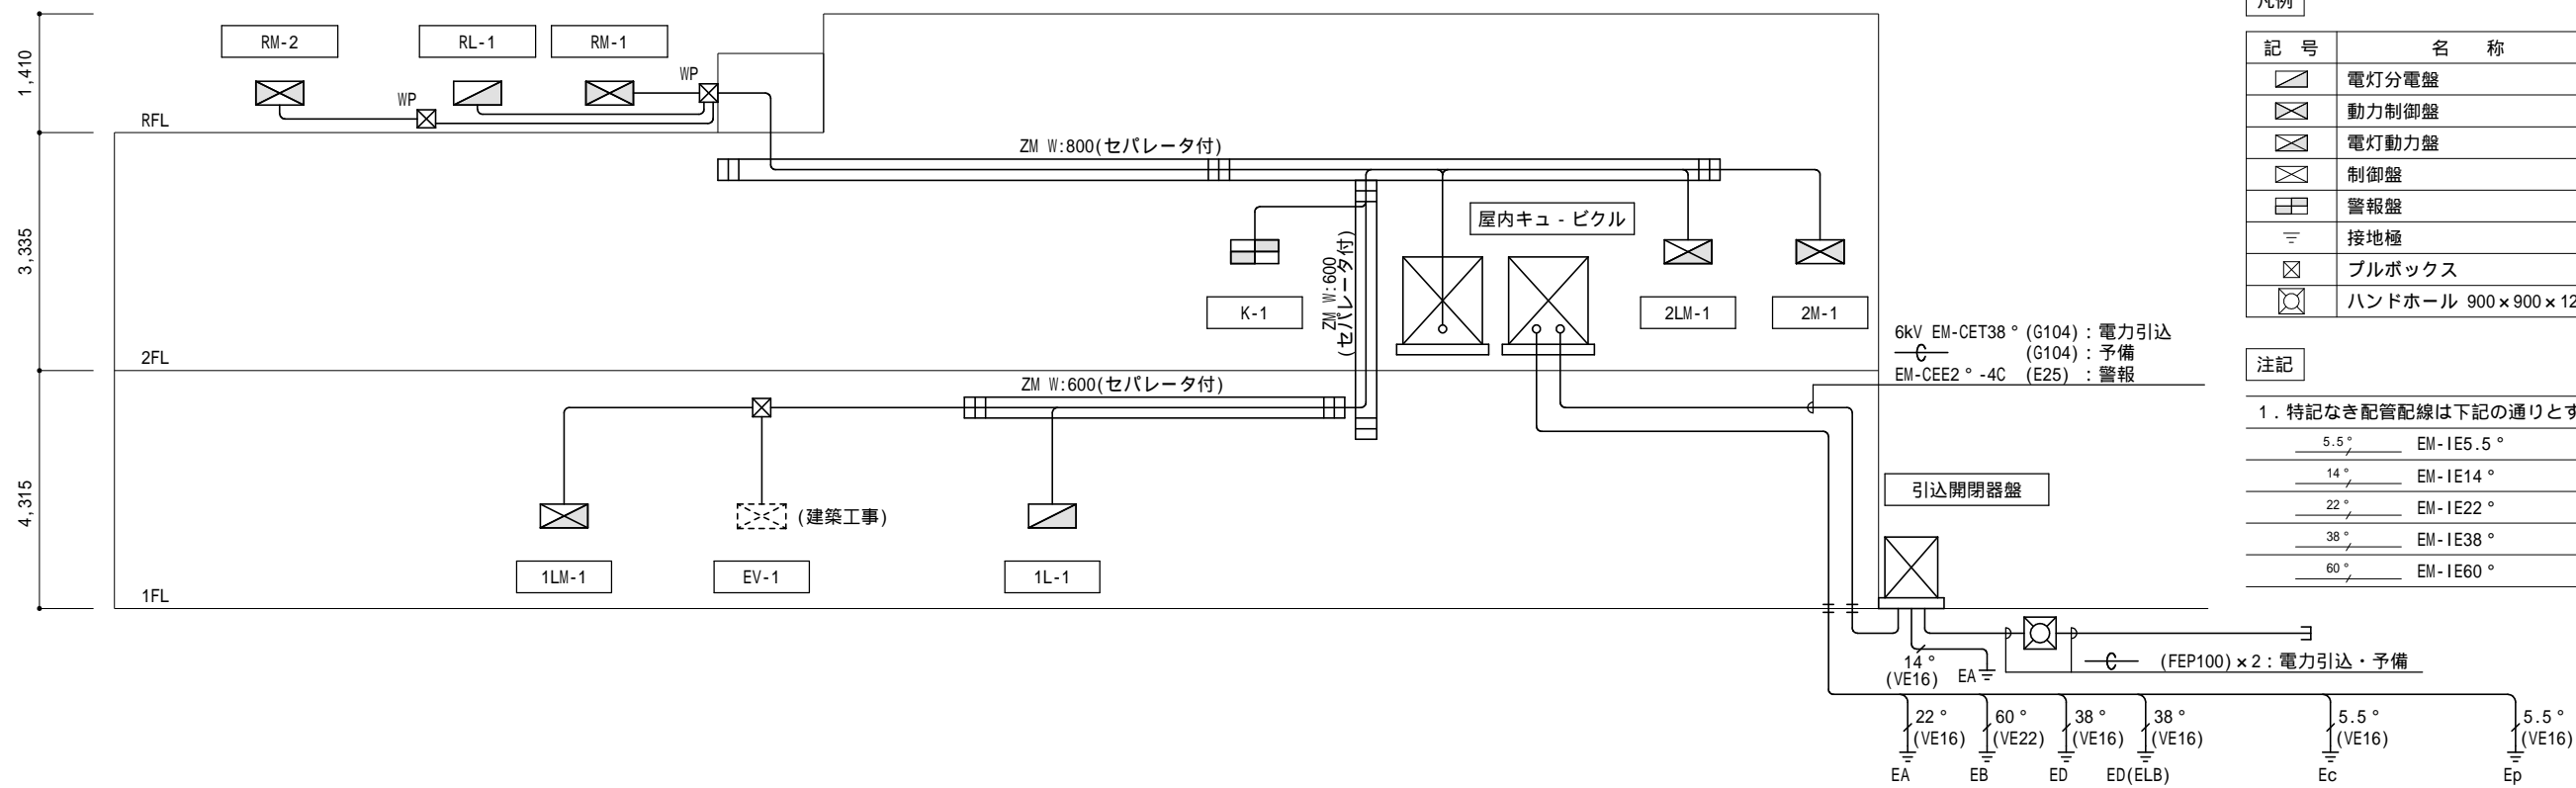 1,410
3,335
4,315
RM-2
RL-1
RM-1
WP
WP
RFL
ZM W:800(セパレータ付)
屋内キュ-ビクル
K-1
ZM W:600
(セパレータ付)
2LM-1
2M-1
2FL
ZM W:600(セパレータ付)
6kV EM-CET38° (G104) : 電力引込
(G104) : 予備
EM-CEE2°-4C (E25) : 警報
引込開閉器盤
(建築工事)
1LM-1
EV-1
1L-1
1FL
14°
(VE16)
EA
(FEP100)×2 : 電力引込・予備
22°
(VE16)
EA
60°
(VE22)
EB
38°
(VE16)
ED
38°
(VE16)
ED(ELB)
5.5°
(VE16)
Ec
5.5°
(VE16)
Ep
凡例
記 号 名 称
電灯分電盤
動力制御盤
電灯動力盤
制御盤
警報盤
接地極
プルボックス
ハンドホール 900×900×12
注記
1.特記なき配管配線は下記の通りとす
5.5° EM-IE5.5°
14° EM-IE14°
22° EM-IE22°
38° EM-IE38°
60° EM-IE60°